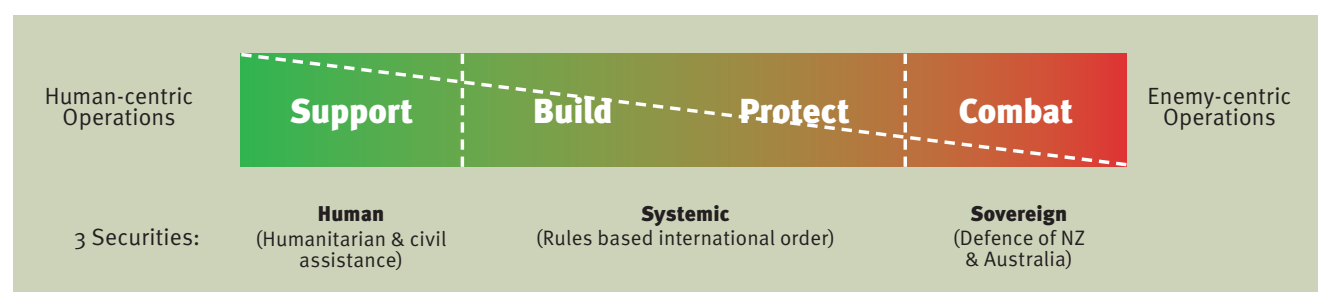 Human-centric
Operations
Support
Build
Protect
Combat
Enemy-centric
Operations
3 Securities:
Human
(Humanitarian & civil
assistance)
Systemic
(Rules based international order)
Sovereign
(Defence of NZ
& Australia)